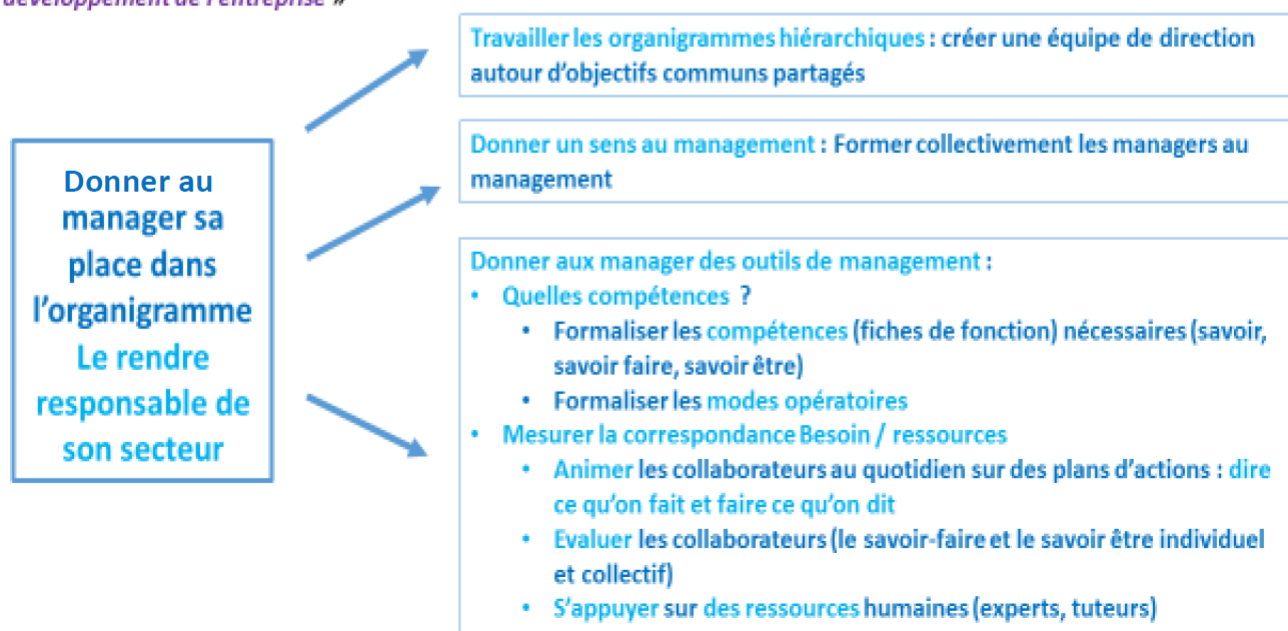 développement de l'entreprise »
Travailler les organigrammes hiérarchiques : créer une équipe de direction
autour d'objectifs communs partagés
Donner un sens au management : Former collectivement les managers au
management
Donner au
manager sa
place dans
l'organigramme
Le rendre
responsable de
son secteur
Donner aux manager des outils de management :
• Quelles compétences ?
• Formaliser les compétences (fiches de fonction) nécessaires (savoir,
savoir faire, savoir être)
• Formaliser les modes opératoires
• Mesurer la correspondance Besoin / ressources
• Animer les collaborateurs au quotidien sur des plans d'actions : dire
ce qu'on fait et faire ce qu'on dit
• Evaluer les collaborateurs (le savoir-faire et le savoir être individuel
et collectif)
• S'appuyer sur des ressources humaines (experts, tuteurs)